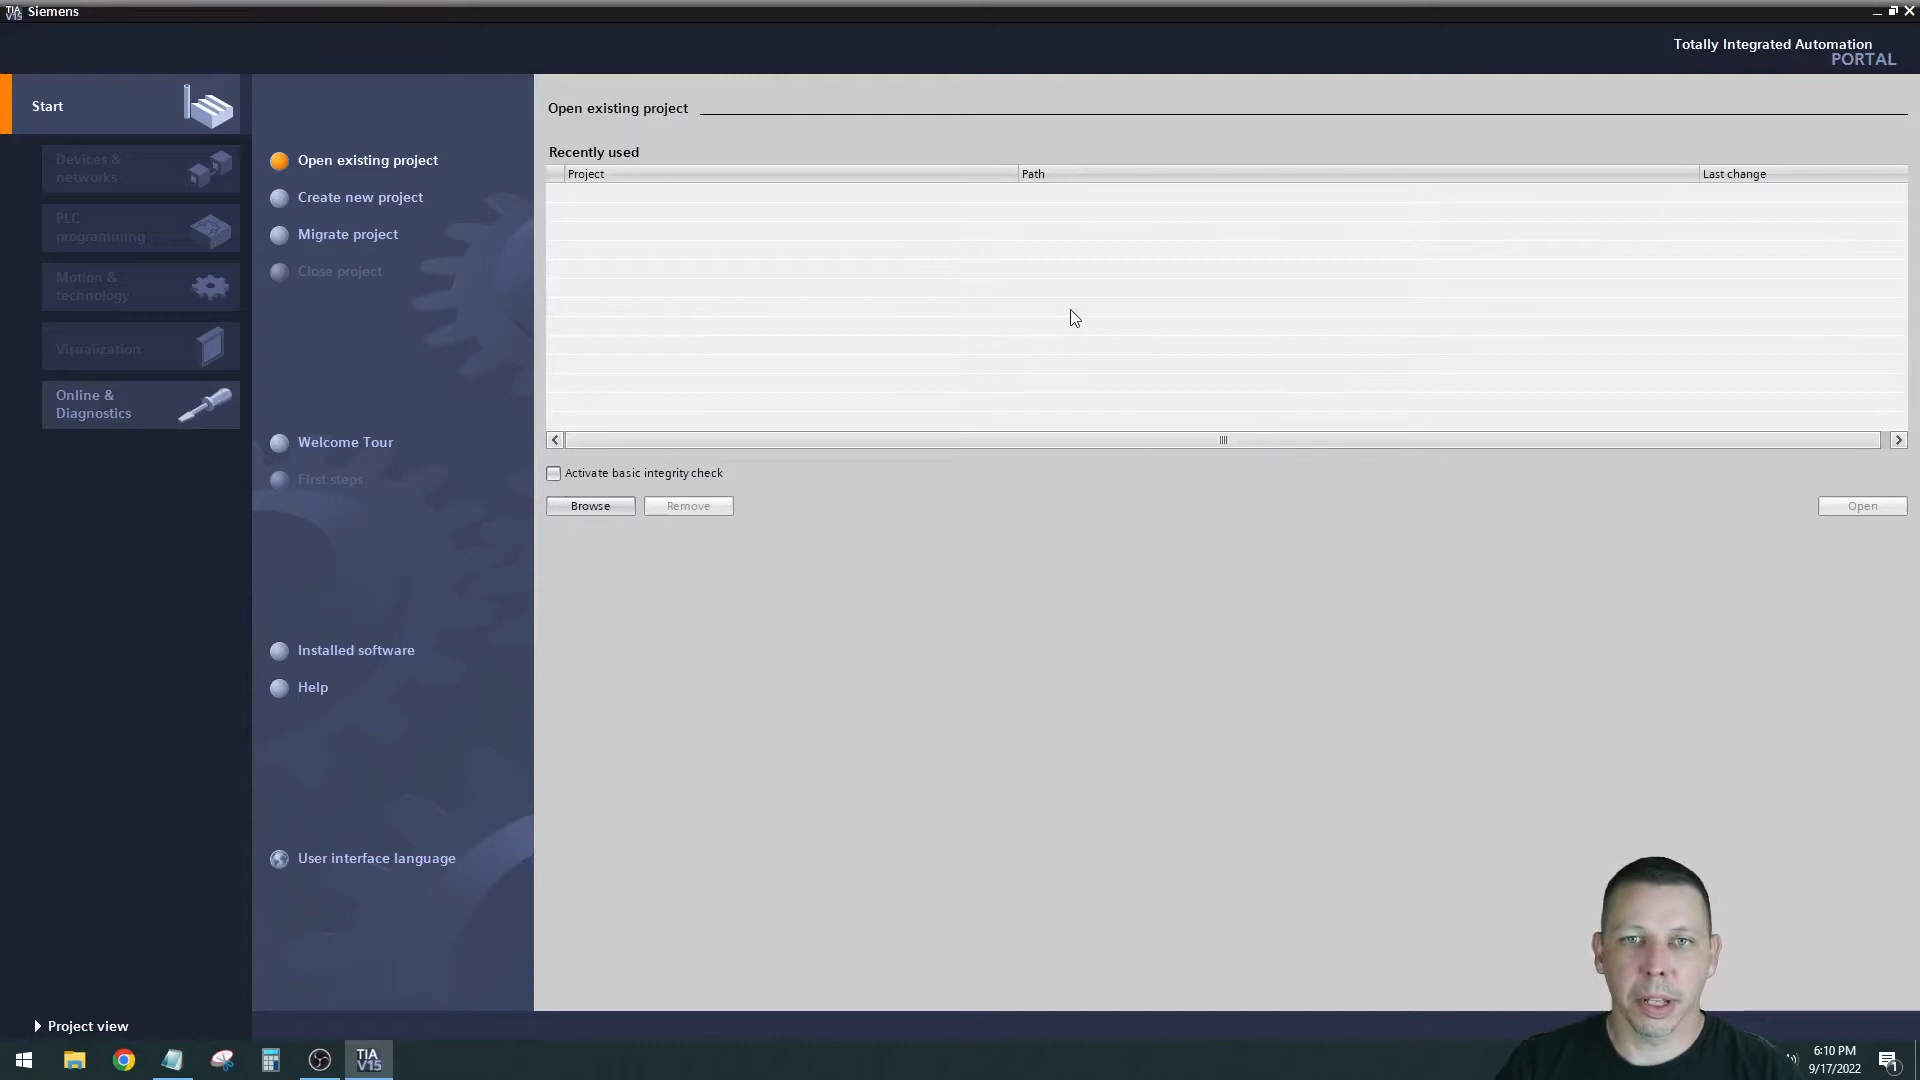 TIA
V15
Siemens
Totally Integrated Automation
PORTAL
Start
Devices &
networks
PLC
programming
Motion &
technology
Visualization
Online &
Diagnostics
Open existing project
Create new project
Migrate project
Close project
Welcome Tour
First steps
Installed software
Help
User interface language
Open existing project
Recently used
Project
Path
Last change
Activate basic integrity check
Browse
Remove
Open
Project view
TIA
V15
6:10 PM
9/17/2022
1